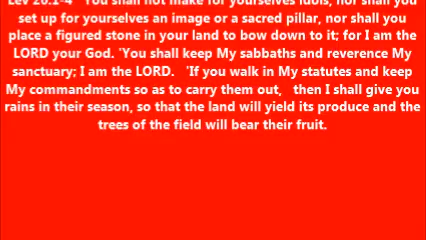 Lev 26:1-4 'You shall not make for yourselves idols, nor shall you
set up for yourselves an image or a sacred pillar, nor shall you
place a figured stone in your land to bow down to it; for I am the
LORD your God. 'You shall keep My sabbaths and reverence My
sanctuary; I am the LORD. 'If you walk in My statutes and keep
My commandments so as to carry them out, then I shall give you
rains in their season, so that the land will yield its produce and the
trees of the field will bear their fruit.